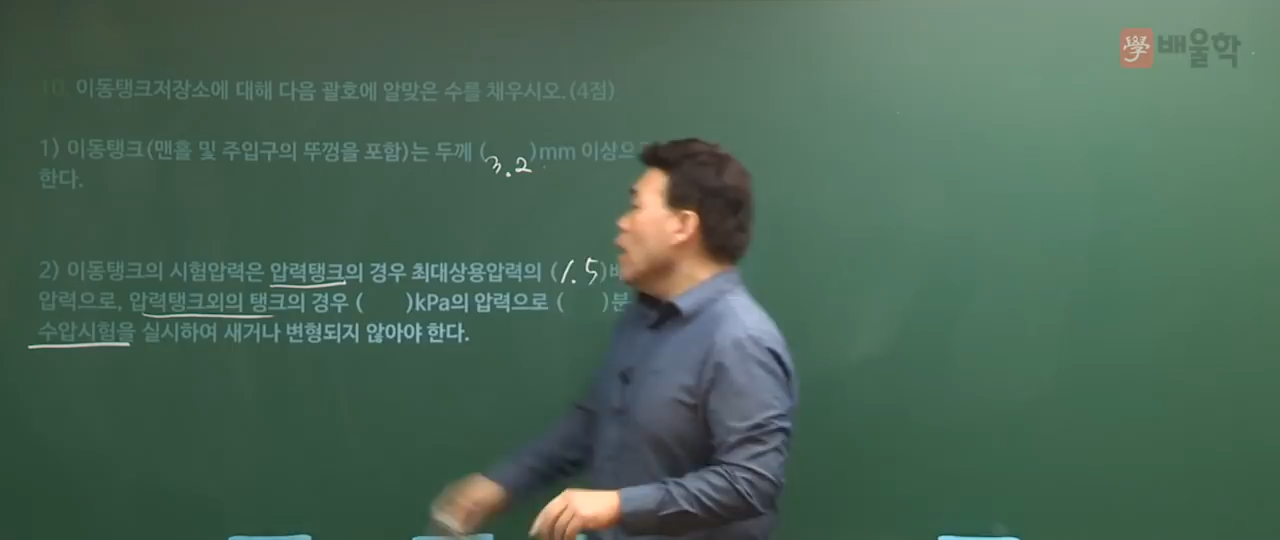 學배울학
10. 이동탱크저장소에 대해 다음 괄호에 알맞은 수를 채우시오.(4점)
1) 이동탱크(맨홀 및 주입구의 뚜껑을 포함)는 두께 (3.2)mm 이상으
한다.
2) 이동탱크의 시험압력은 압력탱크의 경우 최대상용압력의 (1.5)
압력으로, 압력탱크외의 탱크의 경우 ( )kPa의 압력으로 ( )분
수압시험을 실시하여 새거나 변형되지 않아야 한다.